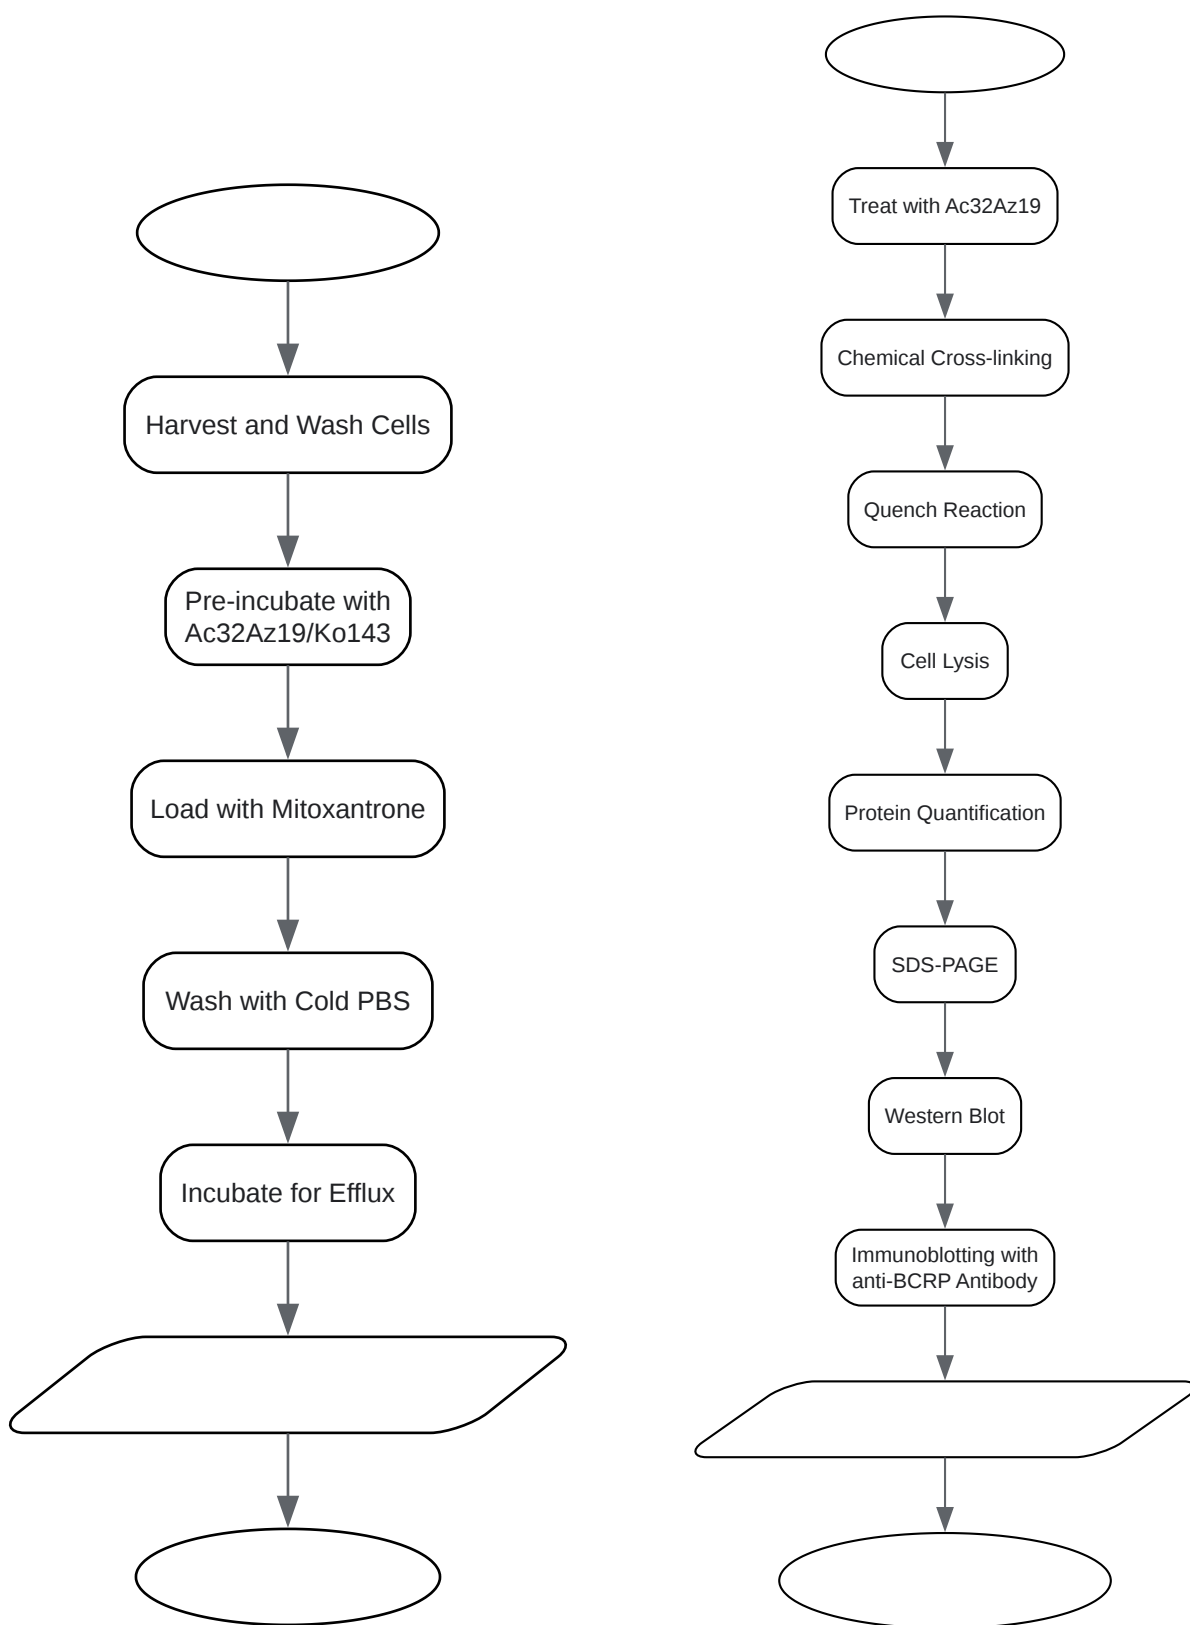 Harvest and Wash Cells
Pre-incubate with
Ac32Az19/Ko143
Load with Mitoxantrone
Wash with Cold PBS
Incubate for Efflux
Treat with Ac32Az19
Chemical Cross-linking
Quench Reaction
Cell Lysis
Protein Quantification
SDS-PAGE
Western Blot
Immunoblotting with
anti-BCRP Antibody